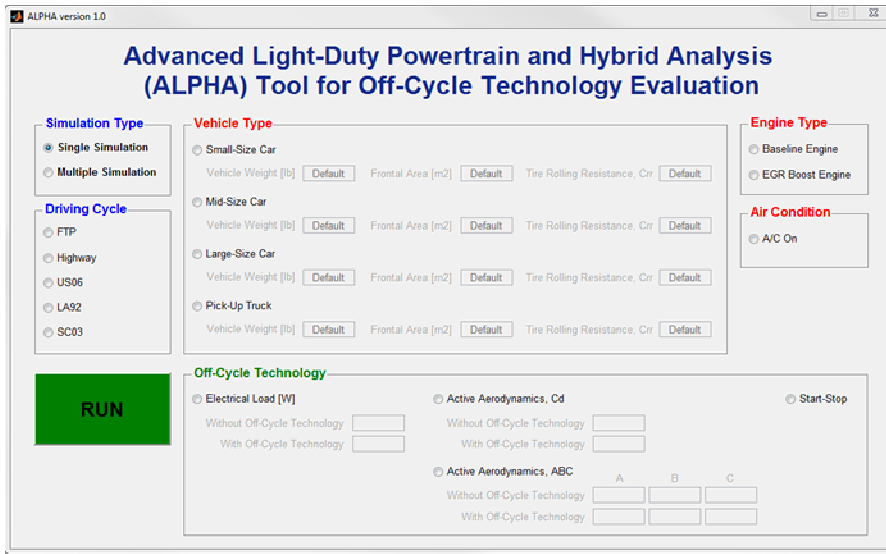 ALPHA version 1.0
Advanced Light-Duty Powertrain and Hybrid Analysis
(ALPHA) Tool for Off-Cycle Technology Evaluation
Simulation Type
Single Simulation
Multiple Simulation
Driving Cycle
FTP
Highway
US06
LA92
SC03
RUN
Vehicle Type
Small-Size Car
Vehicle Weight [lb] Default Frontal Area [m2] Default Tire Rolling Resistance, Crr Default
Mid-Size Car
Vehicle Weight [lb] Default Frontal Area [m2] Default Tire Rolling Resistance, Crr Default
Large-Size Car
Vehicle Weight [lb] Default Frontal Area [m2] Default Tire Rolling Resistance, Crr Default
Pick-Up Truck
Vehicle Weight [lb] Default Frontal Area [m2] Default Tire Rolling Resistance, Crr Default
Engine Type
Baseline Engine
EGR Boost Engine
Air Condition
A/C On
Off-Cycle Technology
Electrical Load [W]
Without Off-Cycle Technology
With Off-Cycle Technology
Active Aerodynamics, Cd
Without Off-Cycle Technology
With Off-Cycle Technology
Active Aerodynamics, ABC
A B C
Without Off-Cycle Technology
With Off-Cycle Technology
Start-Stop